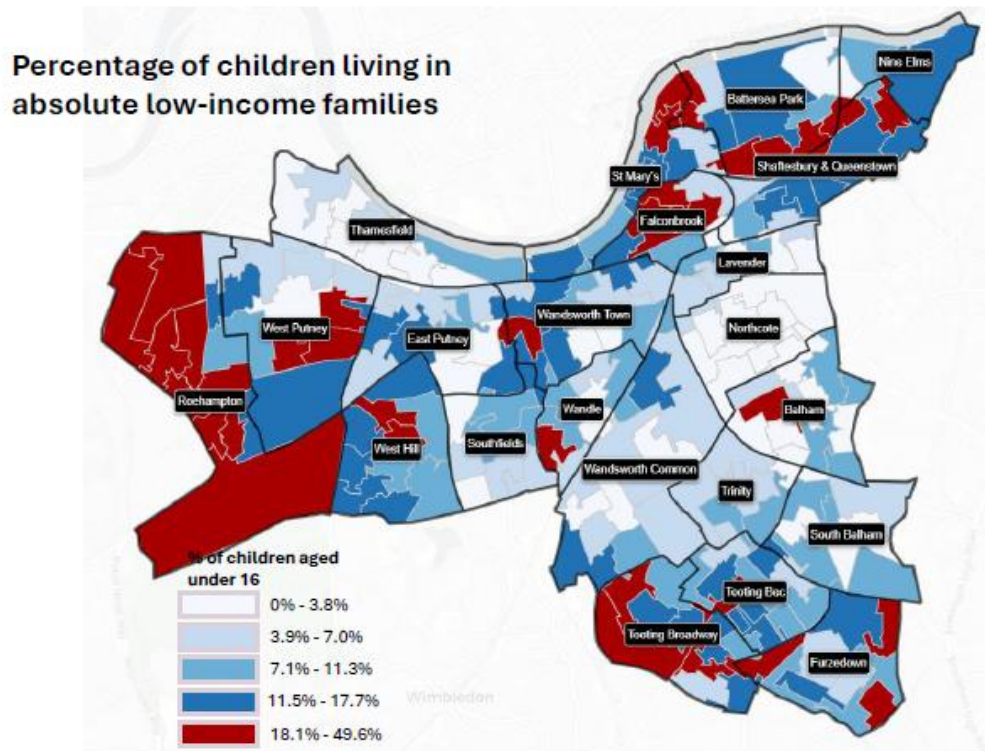 Percentage of children living in
absolute low-income families
Nine Elms
Battersea Park
Shaftesbury & Queenstown
St Mary's
Falconbrook
Thamesfield
Lavender
Wandsworth Town
West Putney
East Putney
Northcote
Roehampton
Wandle
Balham
West Hill
Southfields
Wandsworth Common
Trinity
South Balham
% of children aged
under 16
0% - 3.8%
3.9% - 7.0%
7.1% - 11.3%
11.5% - 17.7%
18.1% - 49.6%
Tooting Bec
Tooting Broadway
Furzedown
Wimbledon